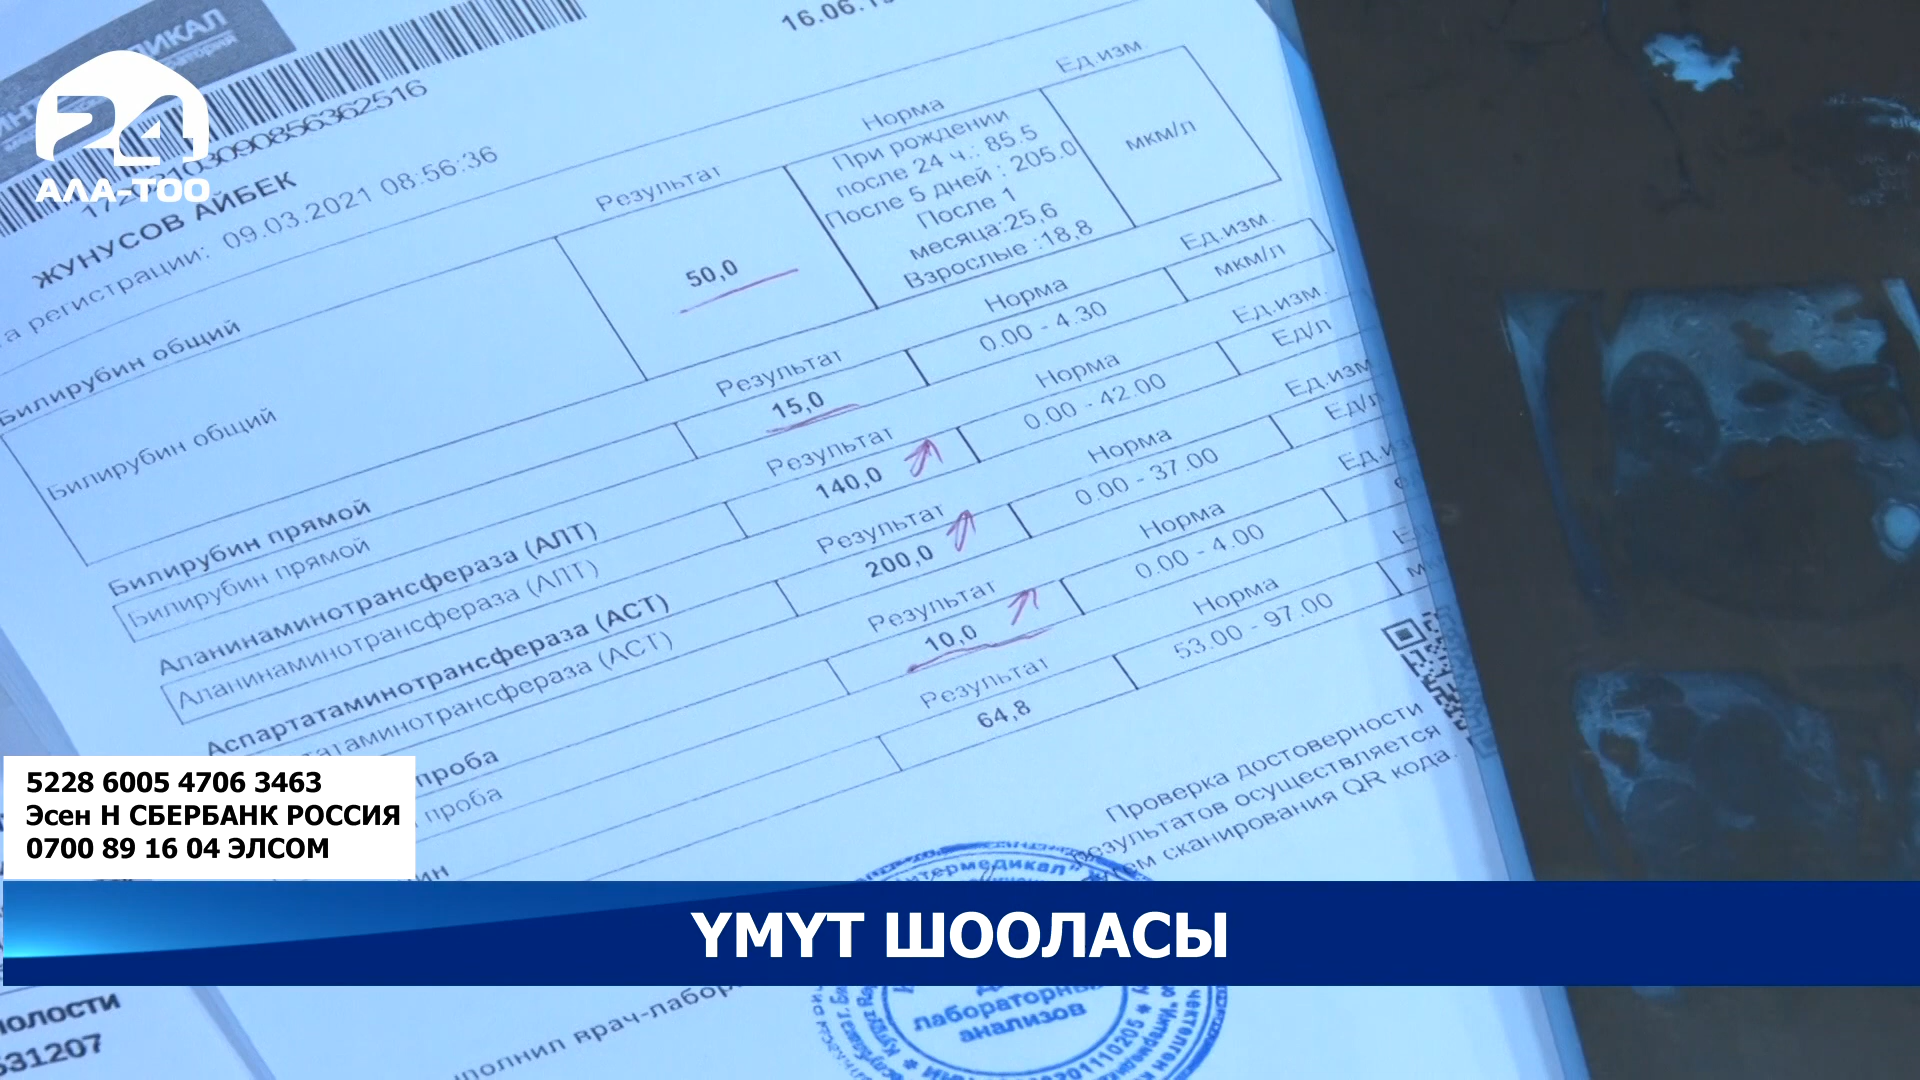 24
АЛА-ТОО
16.06.19
3090856362516
ЖУНУСОВ АЙБЕК
регистрации: 09.03.2021 08:56:36
Билирубин общий
Результат
Норма
Ед.изм.
Билирубин общий
50,0
При рождении
после 24 ч.: 85.5
После 5 дней : 205.0
После 1
месяца:25,6
Взрослые :18,8
мкм/л
Билирубин прямой
Результат
Норма
Ед.изм.
Билирубин прямой
15,0
0.00 - 4.30
мкм/л
Аланинаминотрансфераза (АЛТ)
Результат
Норма
Ед.изм.
Аланинаминотрансфераза (АЛТ)
140,0
0.00 - 42.00
Ед/л
Аспартатаминотрансфераза (АСТ)
Результат
Норма
Ед.изм
200,0
0.00 - 37.00
Ед/л
проба
Результат
Норма
проба
10,0
0.00 - 4.00
Результат
Норма
64,8
53.00 - 97.00
Проверка достоверности
результатов осуществляется
путем сканирования QR кода.
5228 6005 4706 3463
Эсен Н СБЕРБАНК РОССИЯ
0700 89 16 04 ЭЛСОМ
ҮМҮТ ШООЛАСЫ
лабораторных
анализов